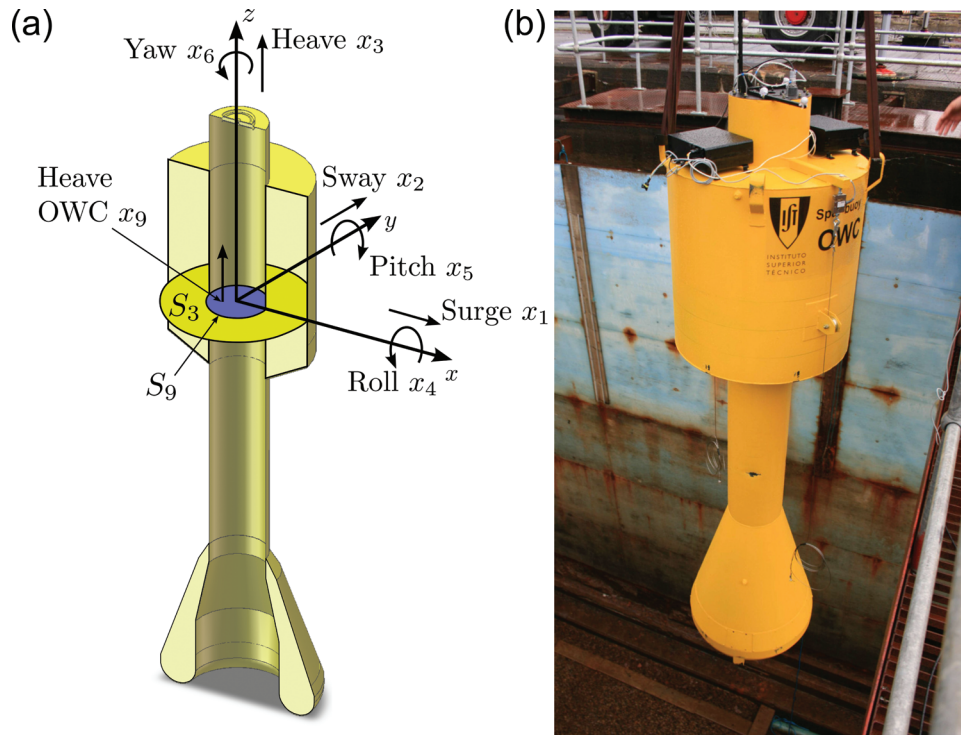 (a)
z
Yaw x₆
Heave x₃
Heave
OWC x₉
Sway x₂
y
Pitch x₅
S₃
Surge x₁
S₉
Roll x₄
x
(b)
IST
INSTITUTO
SUPERIOR
TÉCNICO
OWC